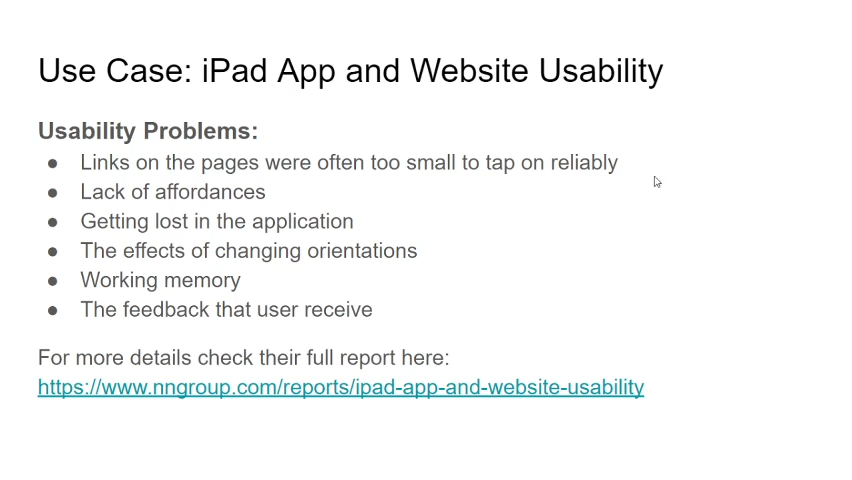 Use Case: iPad App and Website Usability
Usability Problems:
● Links on the pages were often too small to tap on reliably
● Lack of affordances
● Getting lost in the application
● The effects of changing orientations
● Working memory
● The feedback that user receive
For more details check their full report here:
https://www.nngroup.com/reports/ipad-app-and-website-usability